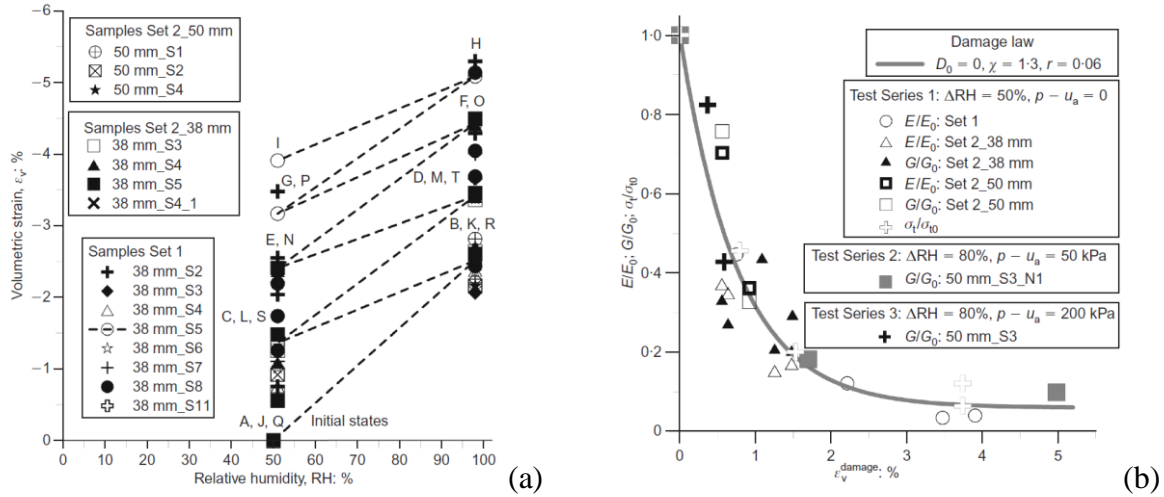 −6
−5
−4
−3
−2
−1
0
Volumetric strain, εᵥ: %
Samples Set 2_50 mm
50 mm_S1
50 mm_S2
50 mm_S4
Samples Set 2_38 mm
38 mm_S3
38 mm_S4
38 mm_S5
38 mm_S4_1
Samples Set 1
38 mm_S2
38 mm_S3
38 mm_S4
38 mm_S5
38 mm_S6
38 mm_S7
38 mm_S8
38 mm_S11
H
F, O
I
G, P
D, M, T
B, K, R
E, N
C, L, S
A, J, Q
Initial states
0 10 20 30 40 50 60 70 80 90 100
Relative humidity, RH: %
(a)
1·0
0·8
0·6
0·4
0·2
0
E/E₀; G/G₀; σₜ/σₜ₀
Damage law
D₀ = 0, χ = 1·3, r = 0·06
Test Series 1: ΔRH = 50%, p − uₐ = 0
E/E₀: Set 1
E/E₀: Set 2_38 mm
G/G₀: Set 2_38 mm
E/E₀: Set 2_50 mm
G/G₀: Set 2_50 mm
σₜ/σₜ₀
Test Series 2: ΔRH = 80%, p − uₐ = 50 kPa
G/G₀: 50 mm_S3_N1
Test Series 3: ΔRH = 80%, p − uₐ = 200 kPa
G/G₀: 50 mm_S3
0 1 2 3 4 5
εᵥ^damage: %
(b)